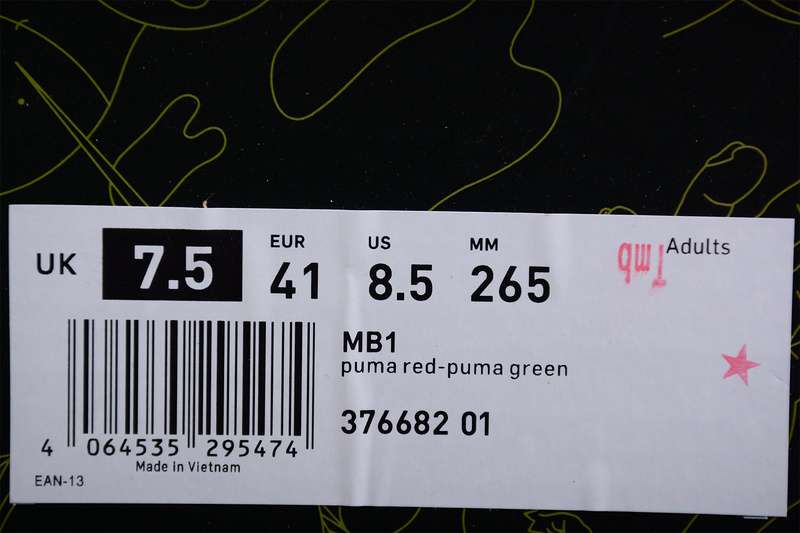 UK 7.5 EUR 41 US 8.5 MM 265 Adults
Tmb
MB1
puma red-puma green
376682 01
4 064535 295474
Made In Vietnam
EAN-13